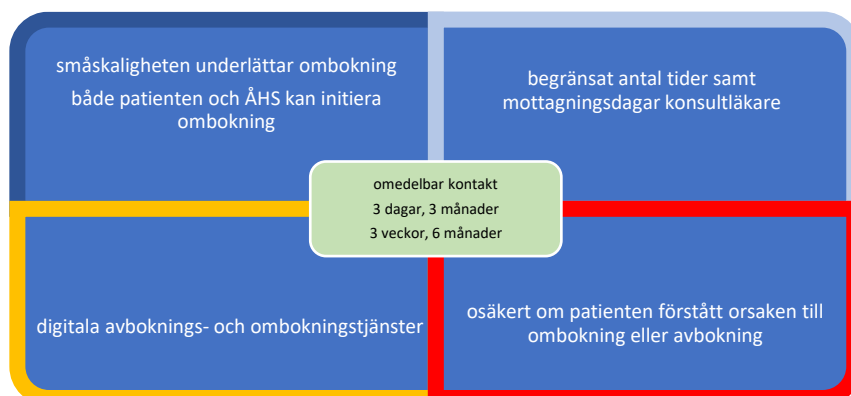 småskaligheten underlättar ombokning
både patienten och ÅHS kan initiera
ombokning
begränsat antal tider samt
mottagningsdagar konsultläkare
omedelbar kontakt
3 dagar, 3 månader
3 veckor, 6 månader
digitala avboknings- och ombokningstjänster
osäkert om patienten förstått orsaken till
ombokning eller avbokning